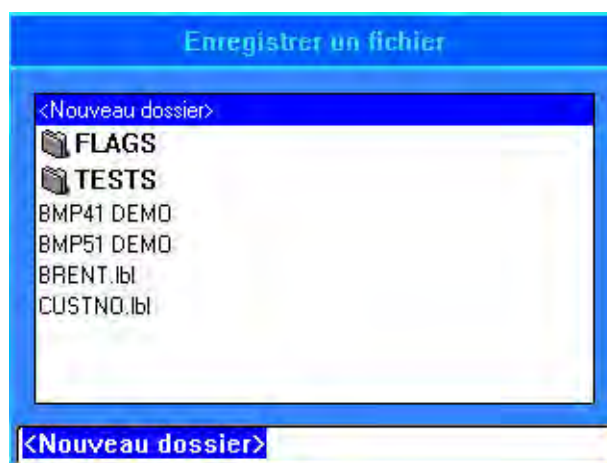 Enregistrer un fichier
<Nouveau dossier>
FLAGS
TESTS
BMP41 DEMO
BMP51 DEMO
BRENT.lbl
CUSTNO.lbl
<Nouveau dossier>